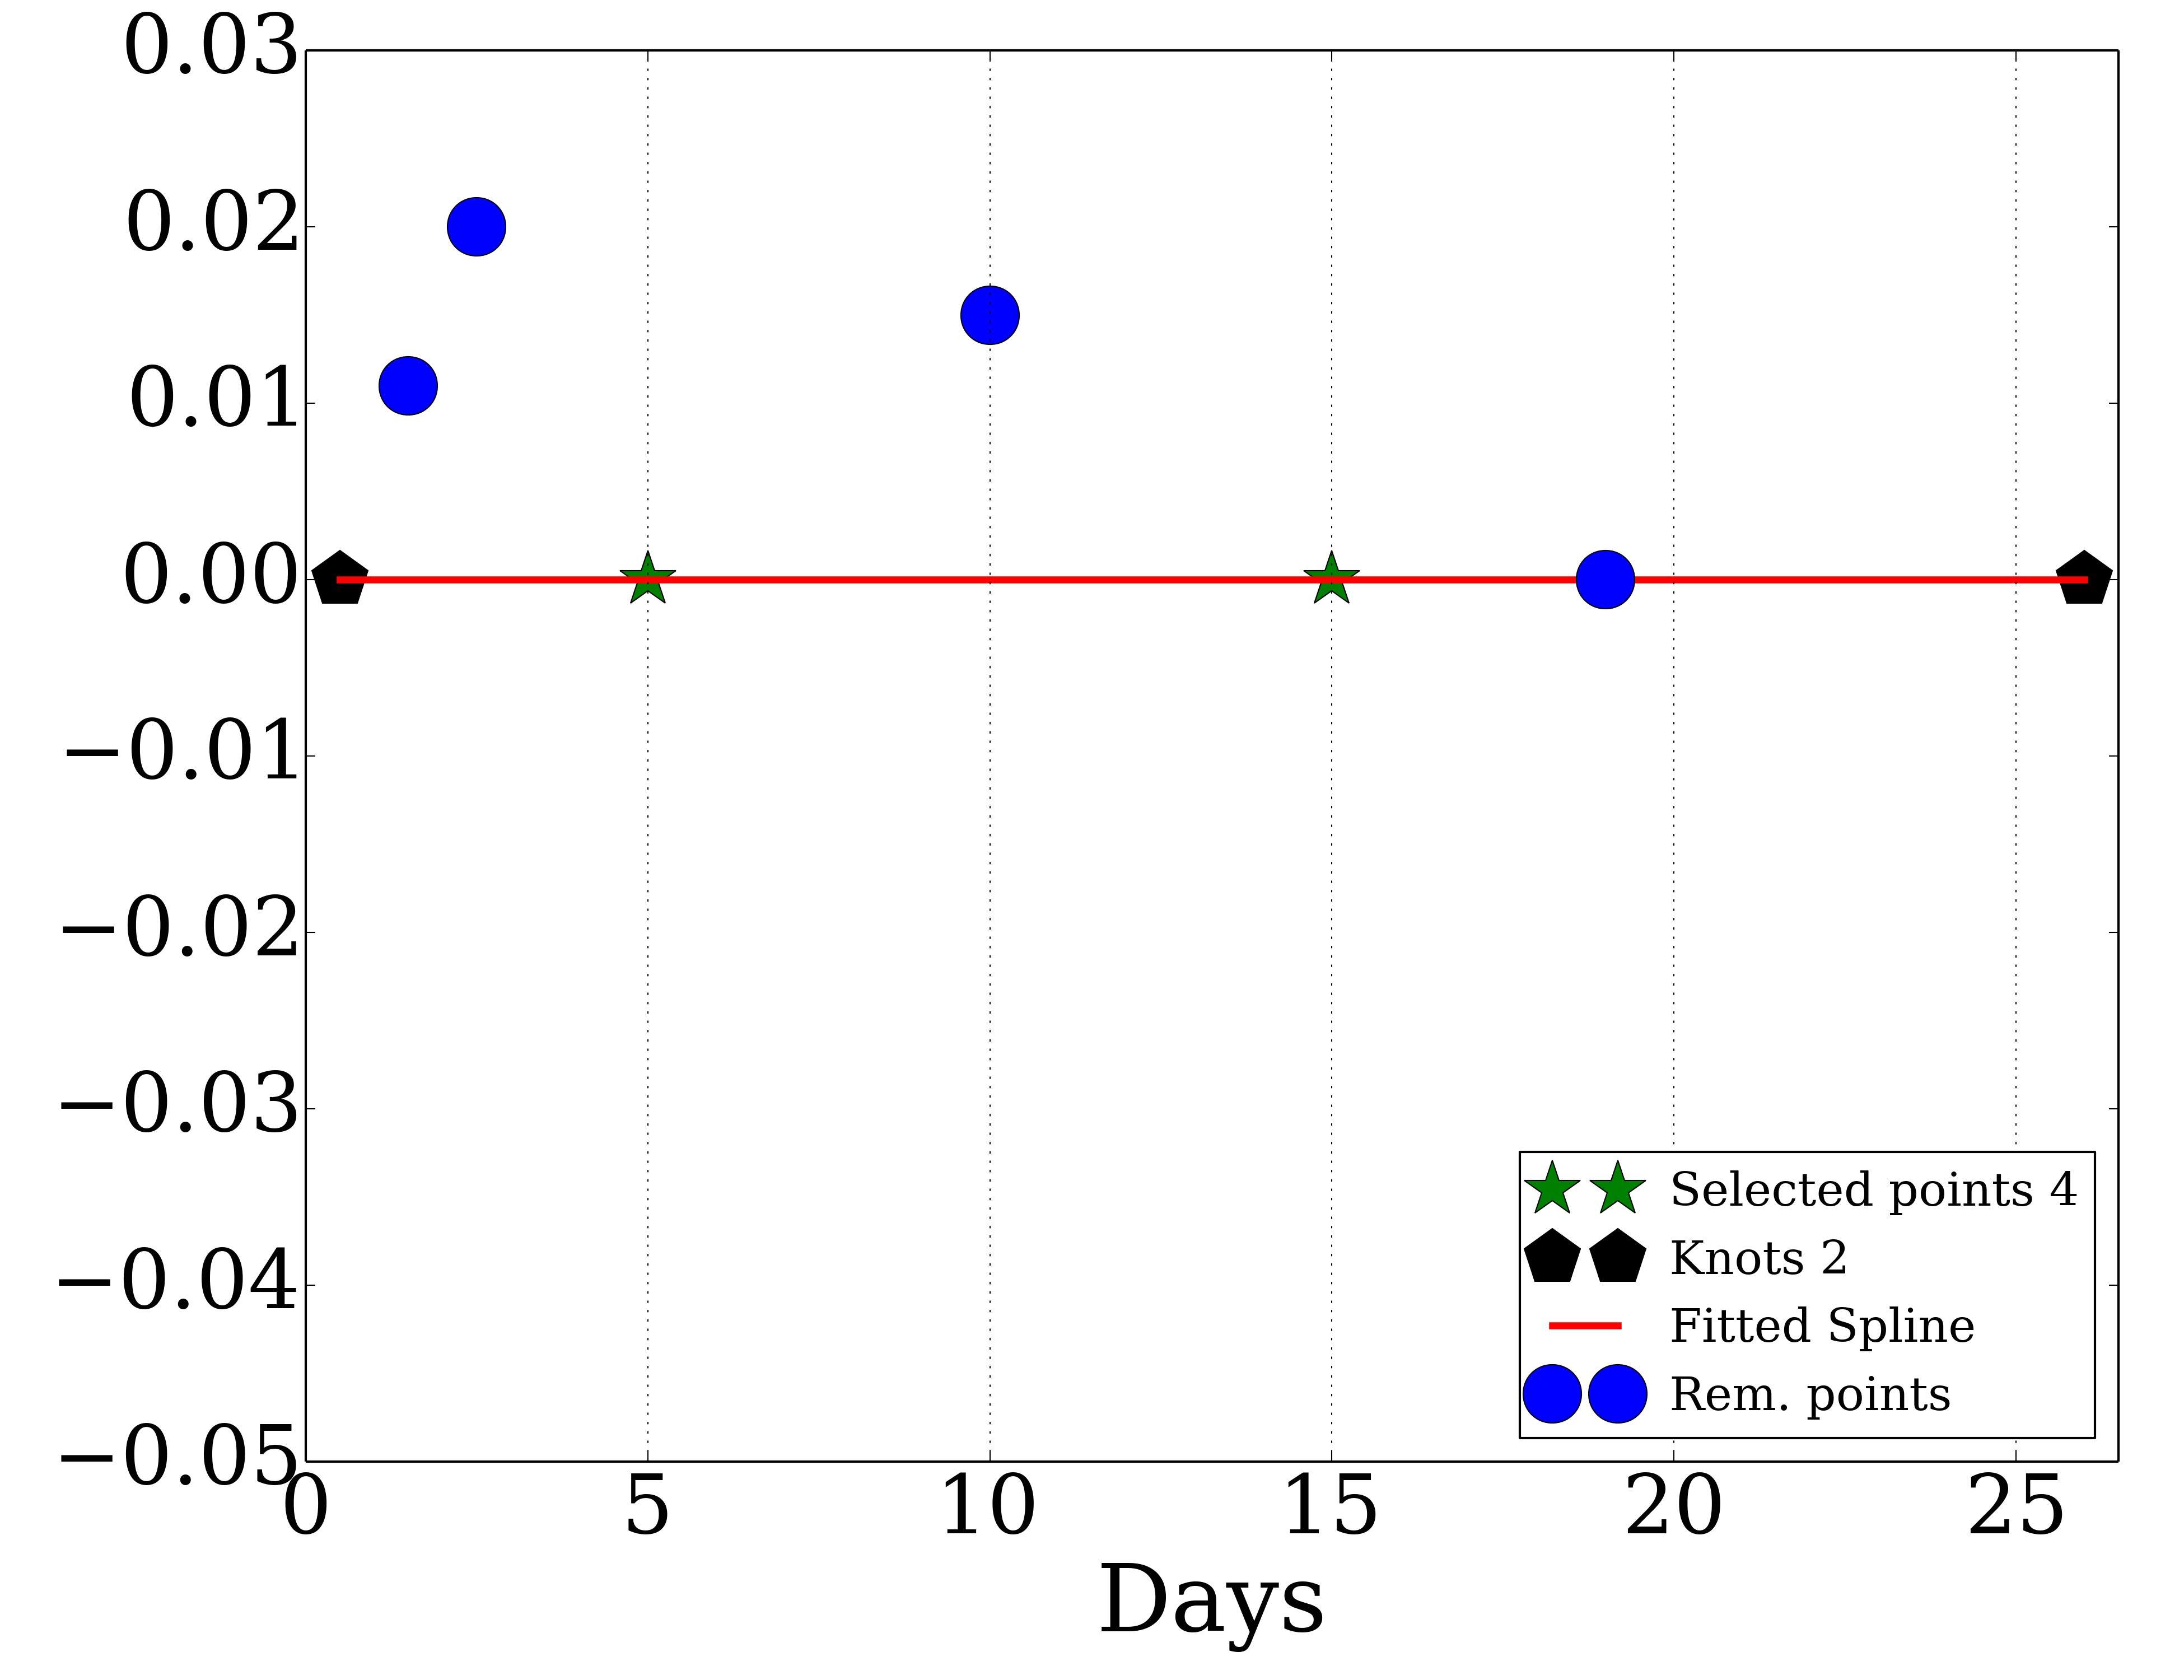 0.03
0.02
0.01
0.00
−0.01
−0.02
−0.03
−0.04
−0.05
0 5 10 15 20 25
Days
Selected points 4
Knots 2
Fitted Spline
Rem. points